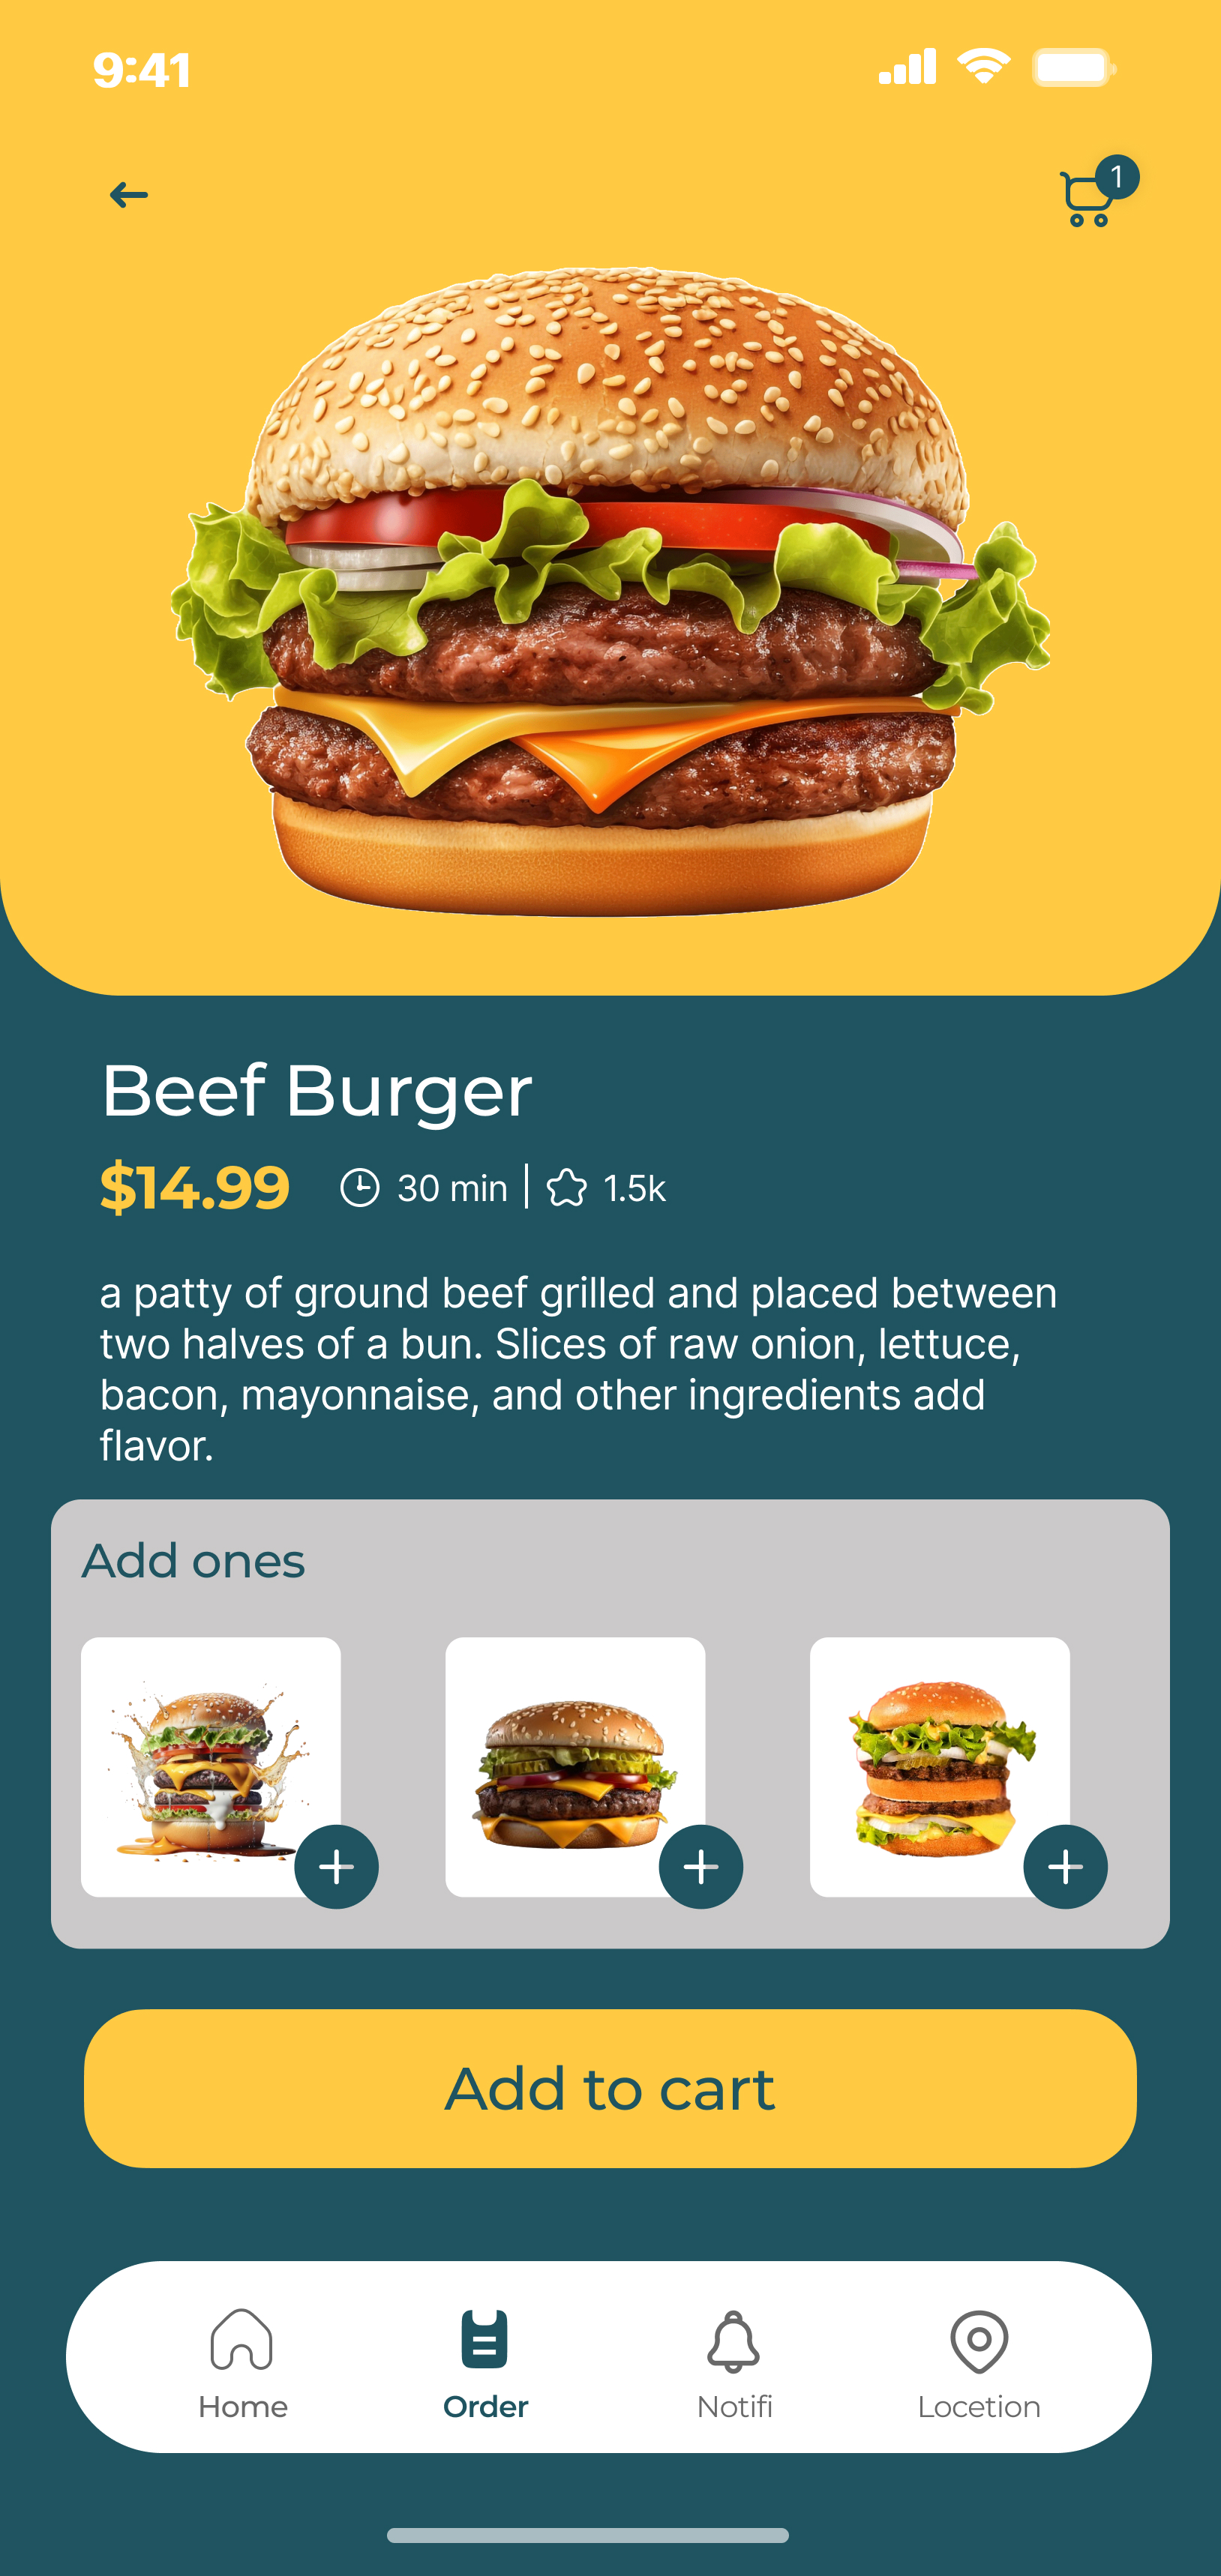 9:41
1
Beef Burger
$14.99 30 min | 1.5k
a patty of ground beef grilled and placed between
two halves of a bun. Slices of raw onion, lettuce,
bacon, mayonnaise, and other ingredients add
flavor.
Add ones
Add to cart
Home Order Notifi Locetion